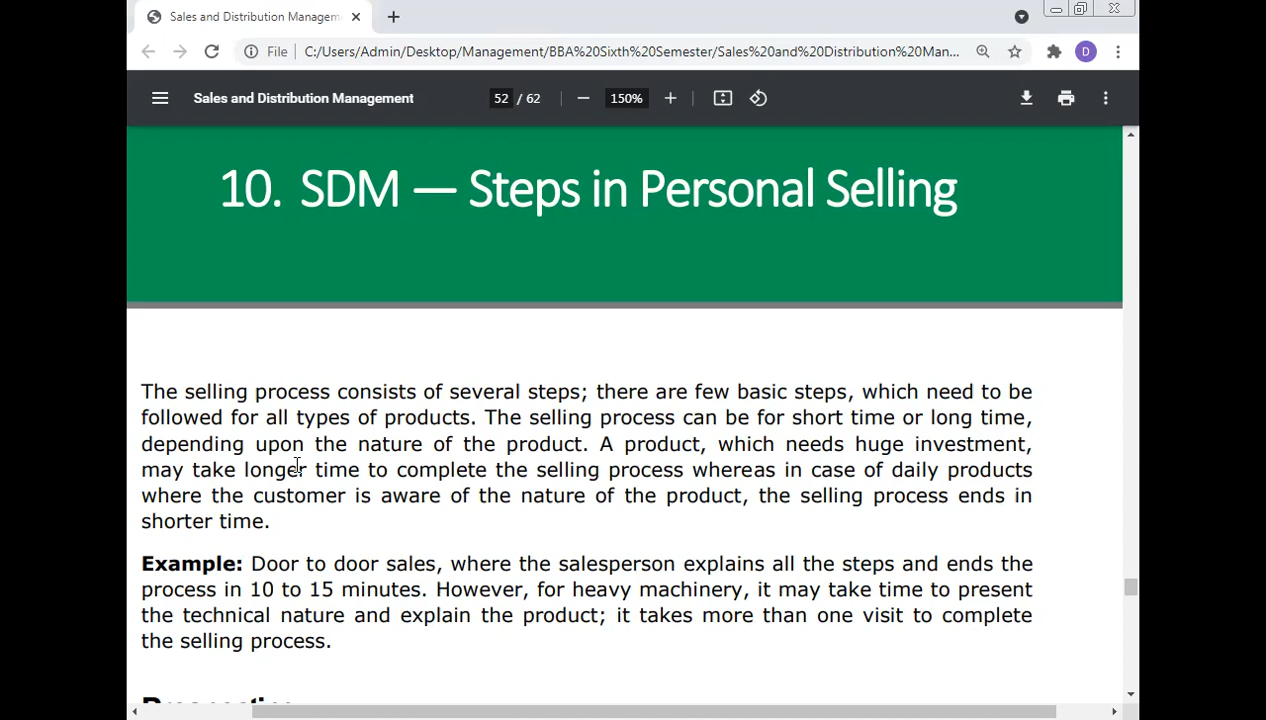 Sales and Distribution Managem
File C:/Users/Admin/Desktop/Management/BBA%20Sixth%20Semester/Sales%20and%20Distribution%20Man... D
Sales and Distribution Management 52 / 62 150%
10. SDM — Steps in Personal Selling
The selling process consists of several steps; there are few basic steps, which need to be
followed for all types of products. The selling process can be for short time or long time,
depending upon the nature of the product. A product, which needs huge investment,
may take longer time to complete the selling process whereas in case of daily products
where the customer is aware of the nature of the product, the selling process ends in
shorter time.
Example: Door to door sales, where the salesperson explains all the steps and ends the
process in 10 to 15 minutes. However, for heavy machinery, it may take time to present
the technical nature and explain the product; it takes more than one visit to complete
the selling process.